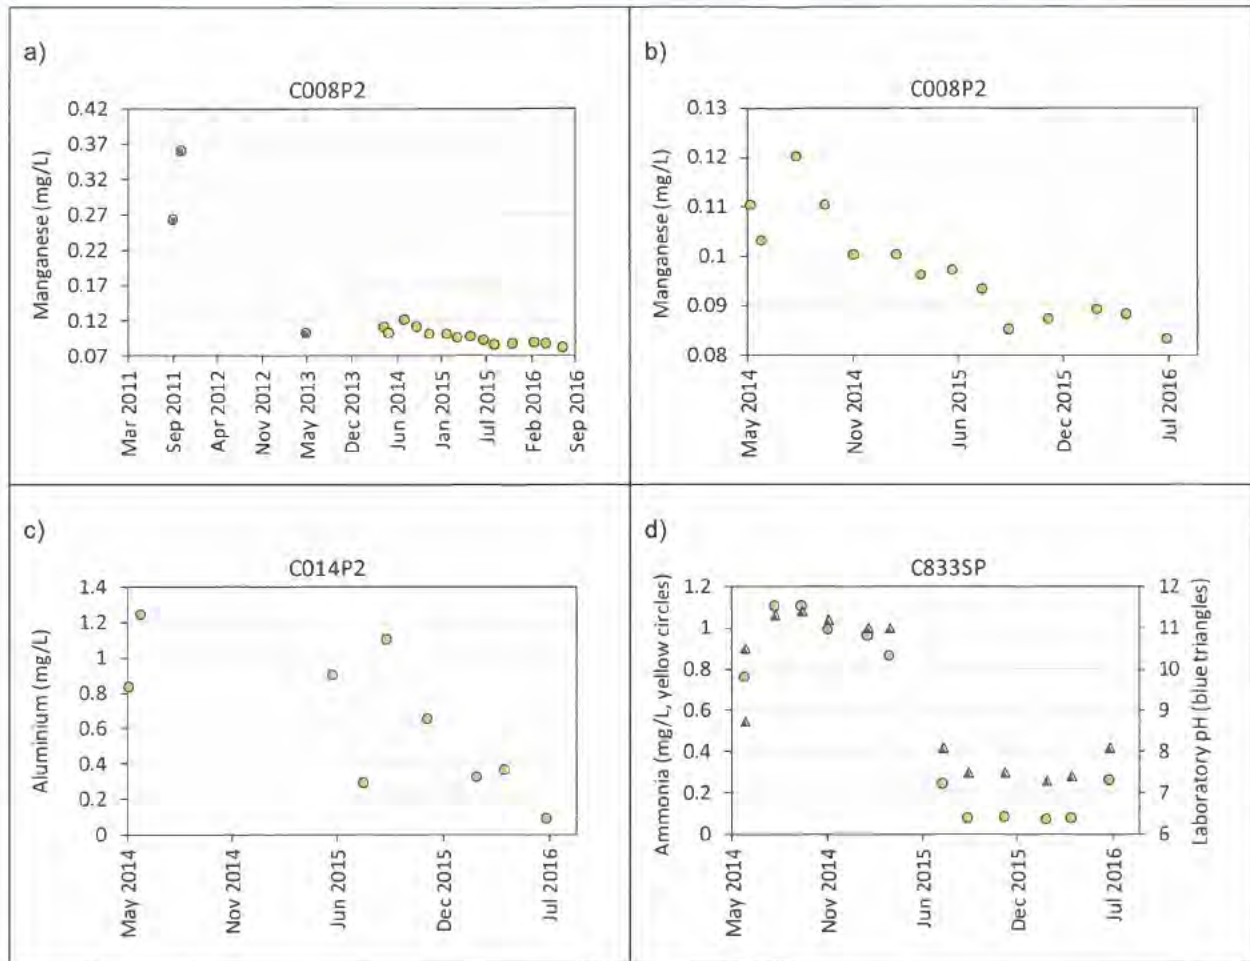 a)
C008P2
Manganese (mg/L)
0.42
0.37
0.32
0.27
0.22
0.17
0.12
0.07
Mar 2011
Sep 2011
Apr 2012
Nov 2012
May 2013
Dec 2013
Jun 2014
Jan 2015
Jul 2015
Feb 2016
Sep 2016
b)
C008P2
Manganese (mg/L)
0.13
0.12
0.11
0.1
0.09
0.08
May 2014
Nov 2014
Jun 2015
Dec 2015
Jul 2016
c)
C014P2
Aluminium (mg/L)
1.4
1.2
1
0.8
0.6
0.4
0.2
0
May 2014
Nov 2014
Jun 2015
Dec 2015
Jul 2016
d)
C833SP
Ammonia (mg/L, yellow circles)
1.2
1
0.8
0.6
0.4
0.2
0
12
11
10
9
8
7
6
Laboratory pH (blue triangles)
May 2014
Nov 2014
Jun 2015
Dec 2015
Jul 2016